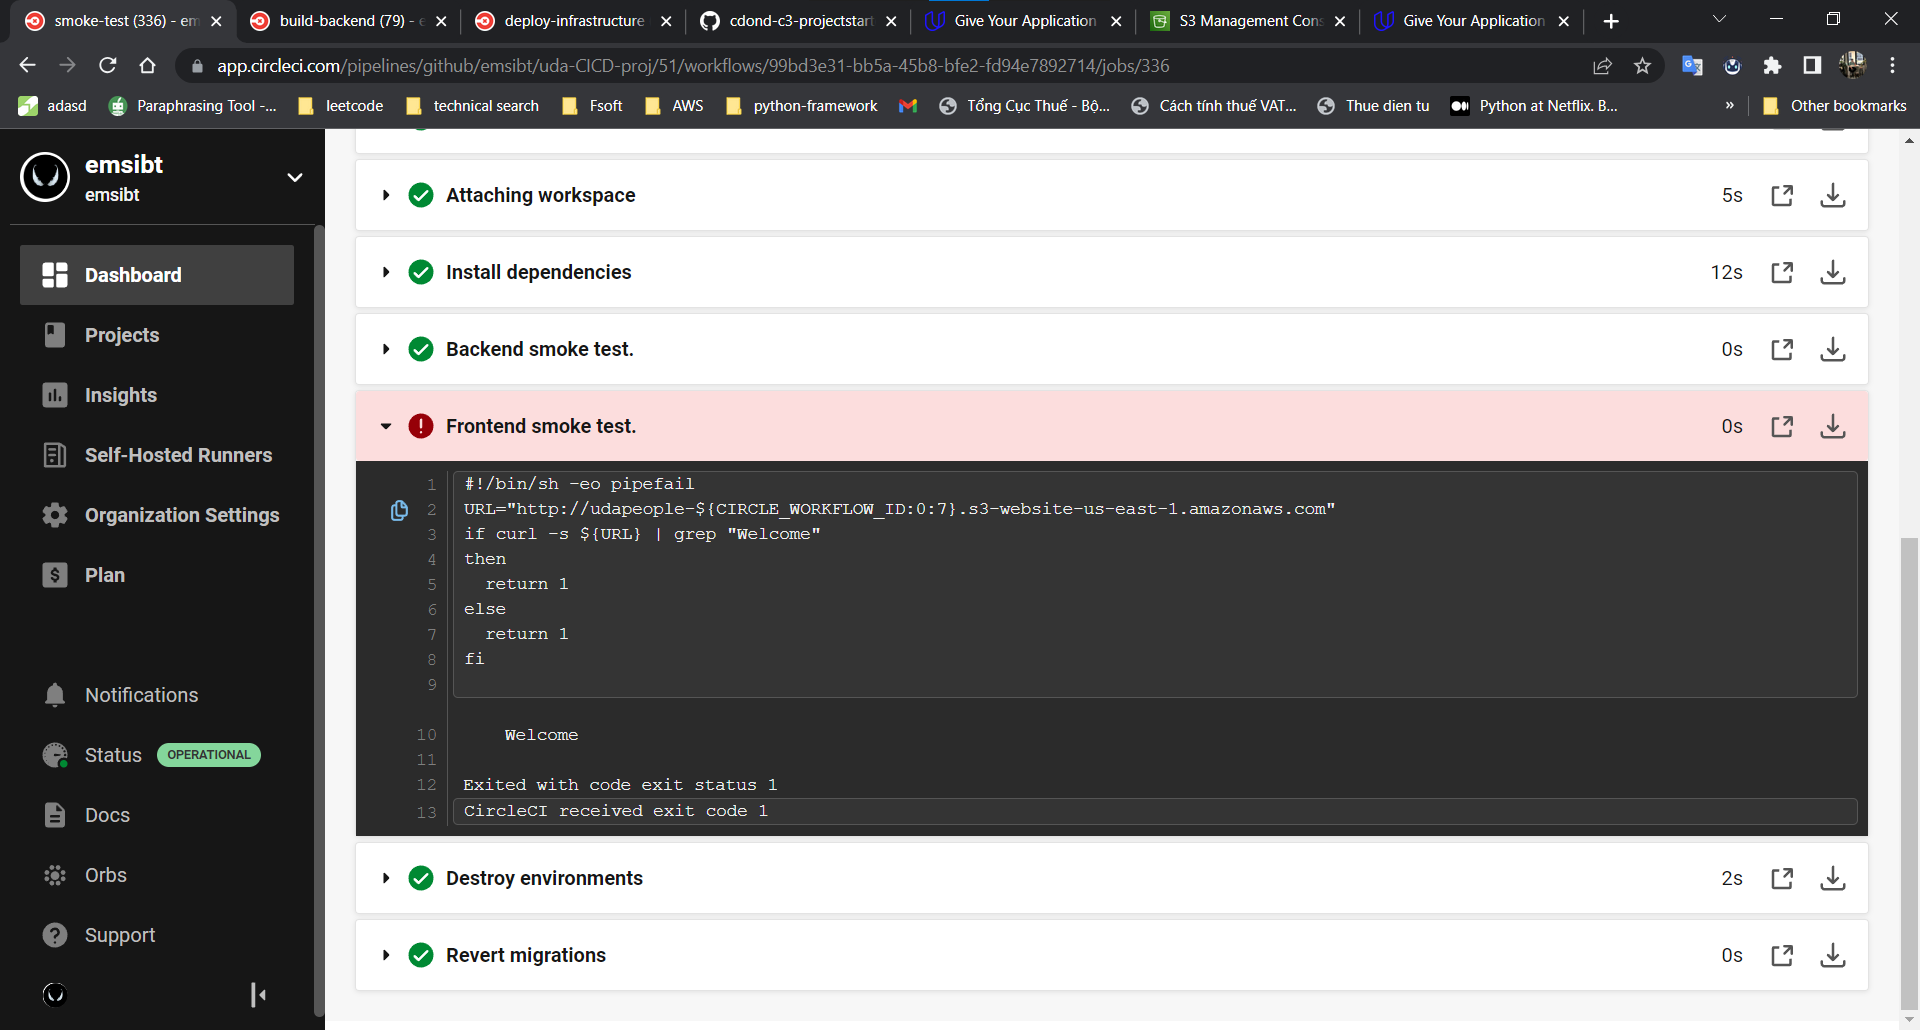 smoke-test (336) - em
build-backend (79) - e
deploy-infrastructure
cdond-c3-projectstart
Give Your Application
S3 Management Cons
Give Your Application
app.circleci.com/pipelines/github/emsibt/uda-CICD-proj/51/workflows/99bd3e31-bb5a-45b8-bfe2-fd94e7892714/jobs/336
adasd
Paraphrasing Tool -...
leetcode
technical search
Fsoft
AWS
python-framework
Tổng Cục Thuế - Bộ...
Cách tính thuế VAT...
Thue dien tu
Python at Netflix. B...
»
Other bookmarks
emsibt
emsibt
Dashboard
Projects
Insights
Self-Hosted Runners
Organization Settings
Plan
Notifications
Status OPERATIONAL
Docs
Orbs
Support
Attaching workspace 5s
Install dependencies 12s
Backend smoke test. 0s
Frontend smoke test. 0s
1 #!/bin/sh -eo pipefail
2 URL="http://udapeople-${CIRCLE_WORKFLOW_ID:0:7}.s3-website-us-east-1.amazonaws.com"
3 if curl -s ${URL} | grep "Welcome"
4 then
5 return 1
6 else
7 return 1
8 fi
9
10 Welcome
11
12 Exited with code exit status 1
13 CircleCI received exit code 1
Destroy environments 2s
Revert migrations 0s